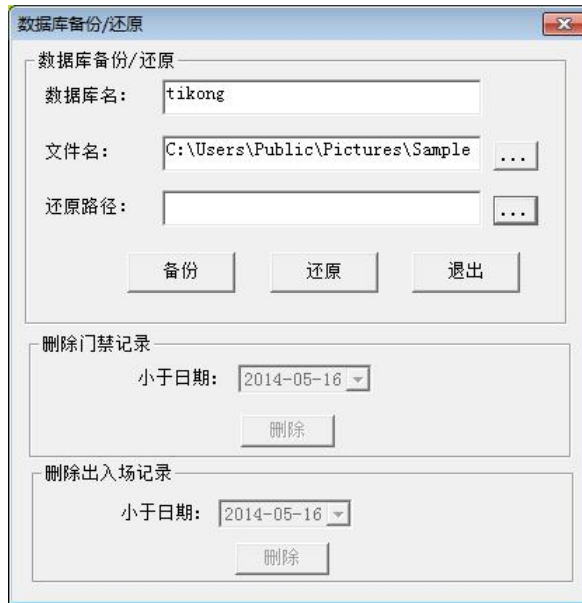 数据库备份/还原
数据库备份/还原
数据库名： tikong
文件名： C:\Users\Public\Pictures\Sample ...
还原路径： ...
备份 还原 退出
删除门禁记录
小于日期： 2014-05-16
删除
删除出入场记录
小于日期： 2014-05-16
删除